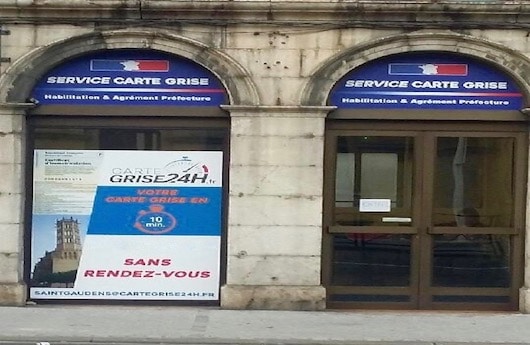 SERVICE CARTE GRISE
Habilitation & Agrément Préfecture
SERVICE CARTE GRISE
Habilitation & Agrément Préfecture
CARTE
GRISE24H.fr
VOTRE
CARTE GRISE EN
10
min.
SANS
RENDEZ-VOUS
SAINTGAUDENS@CARTEGRISE24H.FR